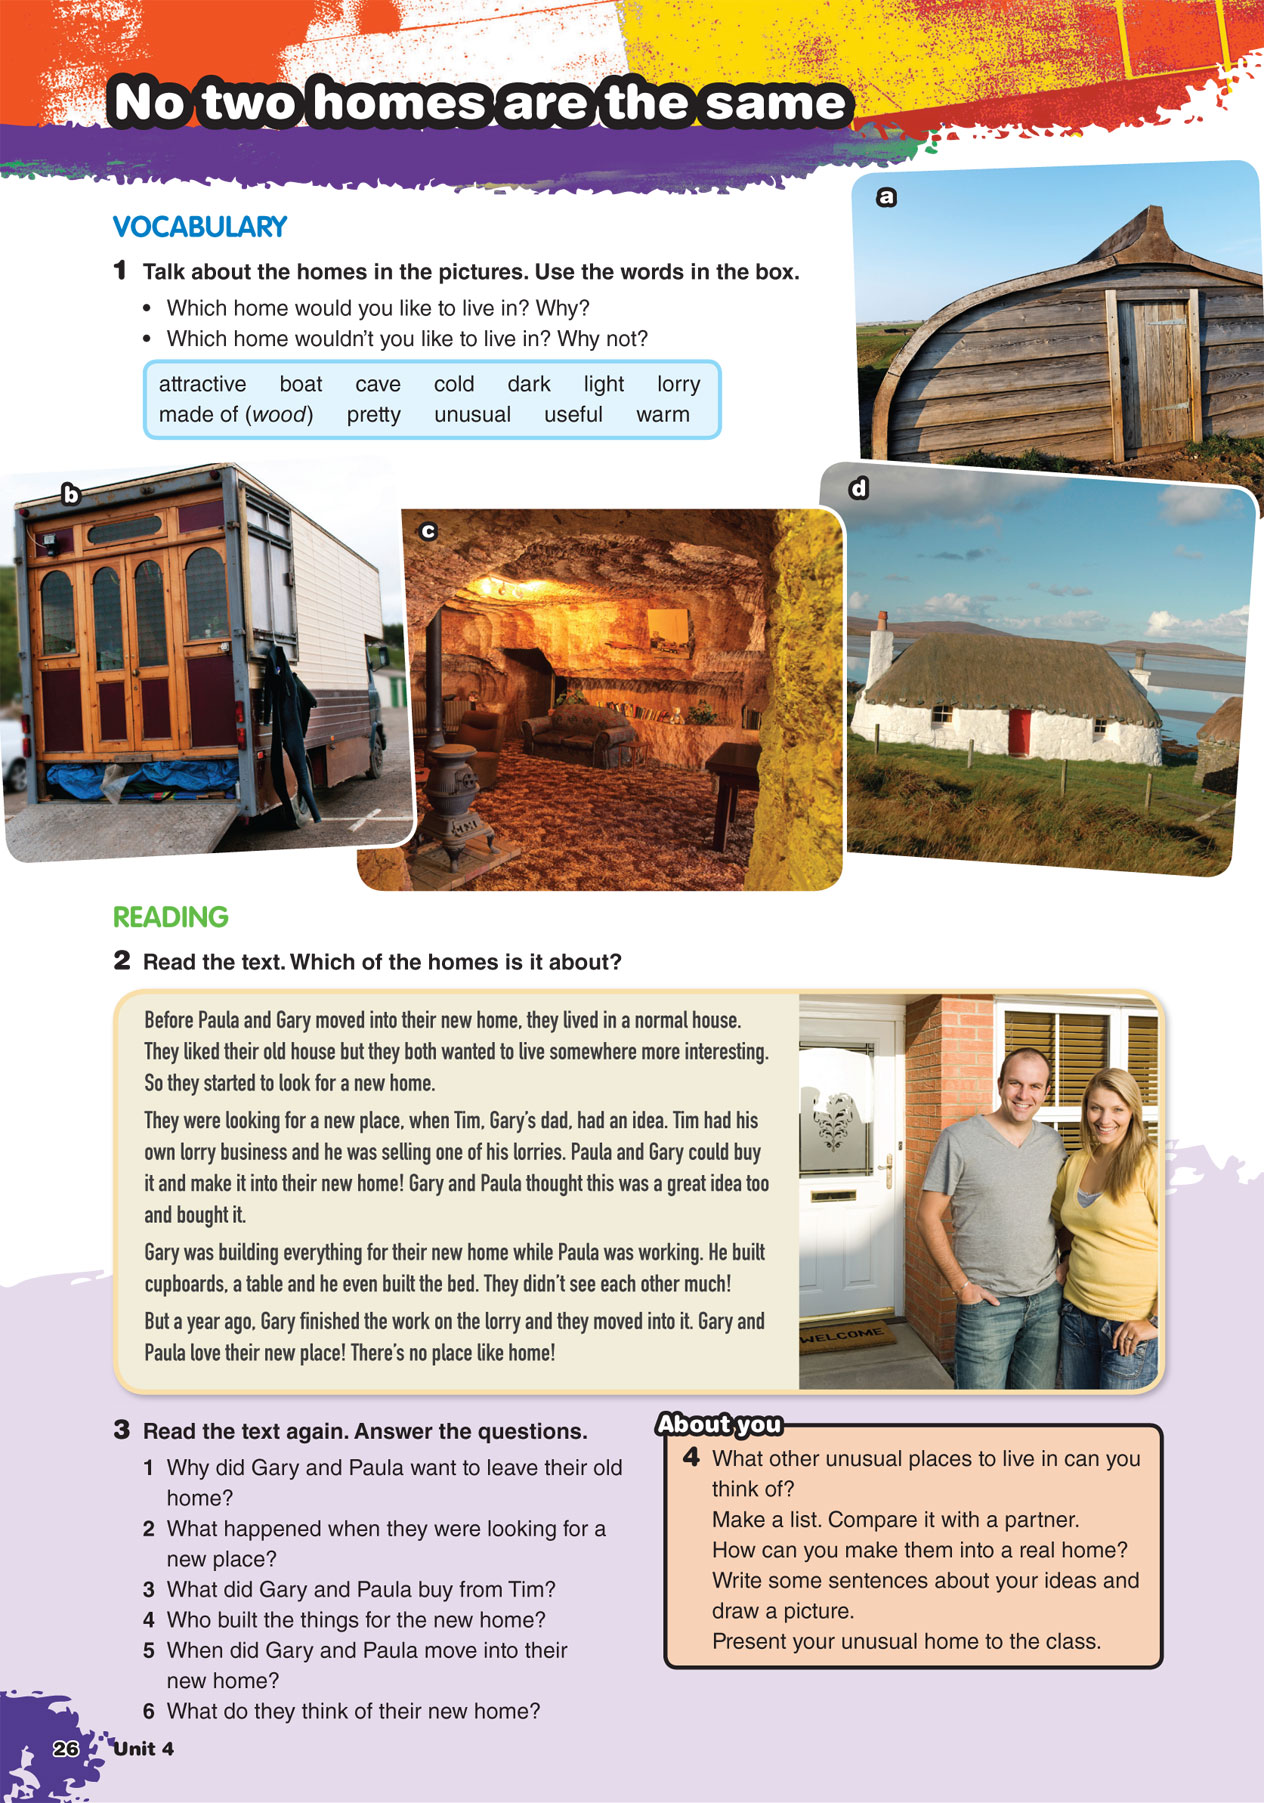 No two homes are the same
VOCABULARY
1 Talk about the homes in the pictures. Use the words in the box.
• Which home would you like to live in? Why?
• Which home wouldn't you like to live in? Why not?
attractive boat cave cold dark light lorry
made of (wood) pretty unusual useful warm
a
b
c
d
READING
2 Read the text. Which of the homes is it about?
Before Paula and Gary moved into their new home, they lived in a normal house.
They liked their old house but they both wanted to live somewhere more interesting.
So they started to look for a new home.
They were looking for a new place, when Tim, Gary's dad, had an idea. Tim had his
own lorry business and he was selling one of his lorries. Paula and Gary could buy
it and make it into their new home! Gary and Paula thought this was a great idea too
and bought it.
Gary was building everything for their new home while Paula was working. He built
cupboards, a table and he even built the bed. They didn't see each other much!
But a year ago, Gary finished the work on the lorry and they moved into it. Gary and
Paula love their new place! There's no place like home!
WELCOME
3 Read the text again. Answer the questions.
1 Why did Gary and Paula want to leave their old
home?
2 What happened when they were looking for a
new place?
3 What did Gary and Paula buy from Tim?
4 Who built the things for the new home?
5 When did Gary and Paula move into their
new home?
6 What do they think of their new home?
About you
4 What other unusual places to live in can you
think of?
Make a list. Compare it with a partner.
How can you make them into a real home?
Write some sentences about your ideas and
draw a picture.
Present your unusual home to the class.
26 Unit 4